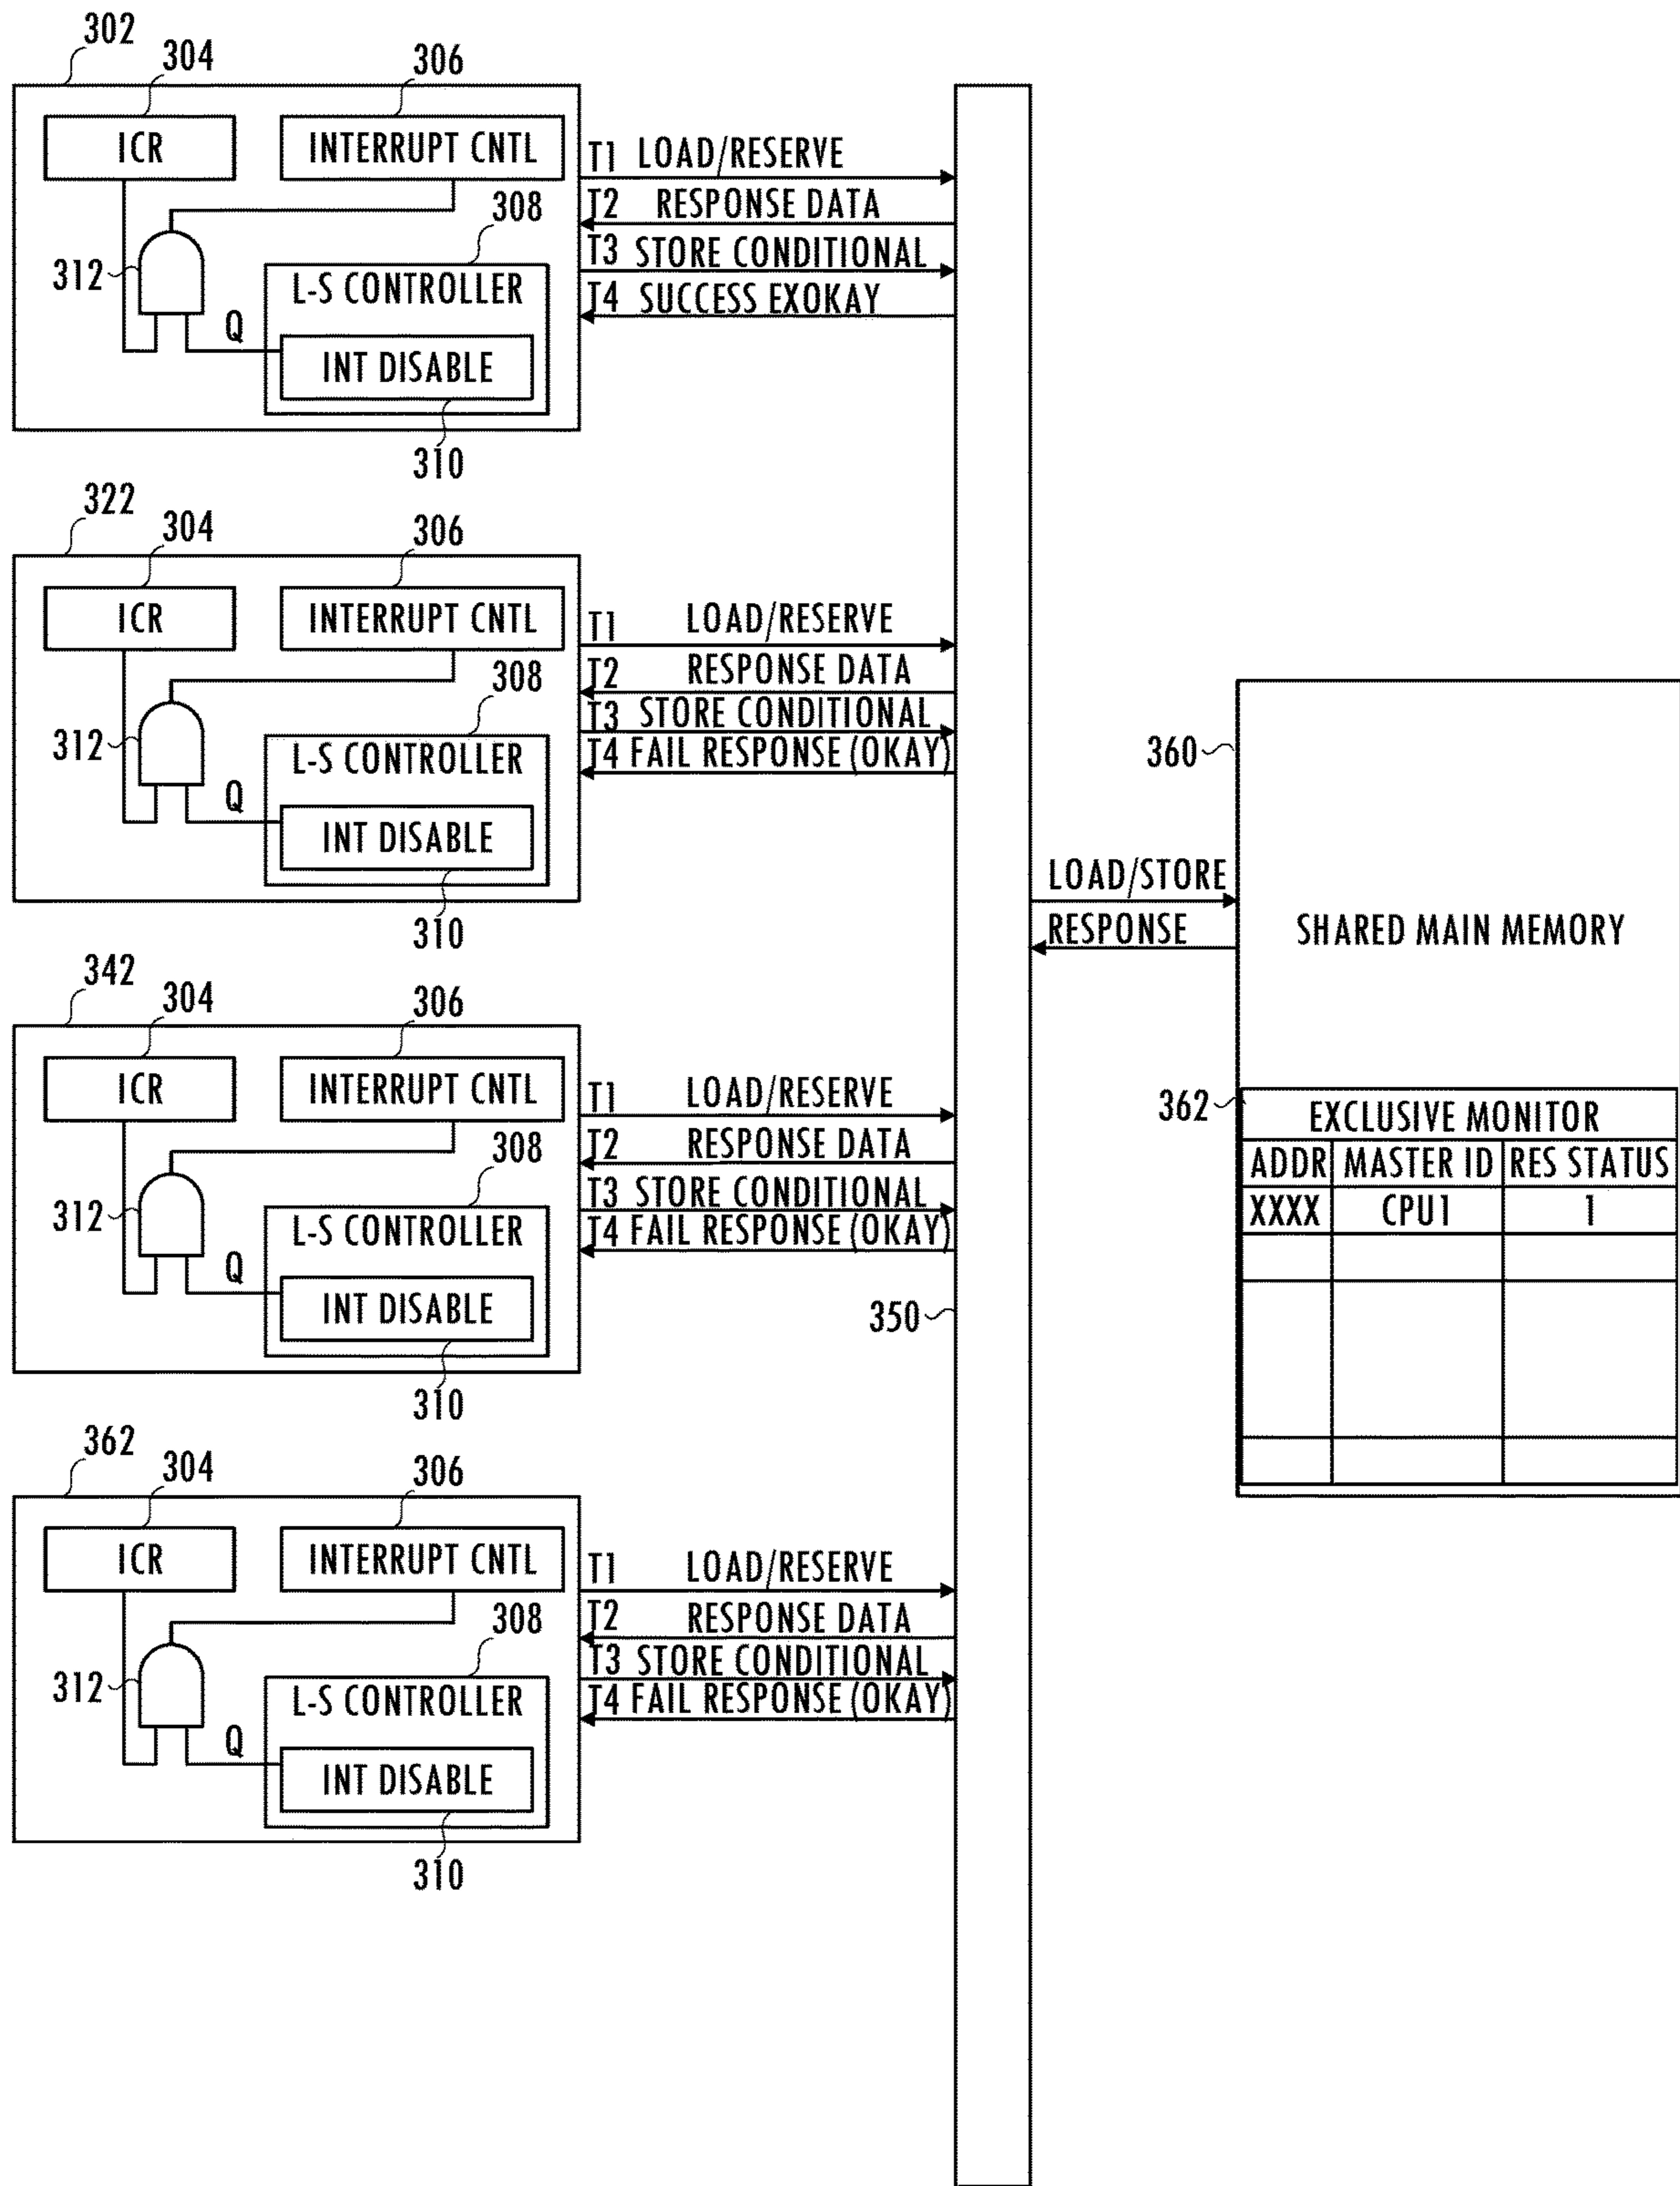 302
304
306
ICR
INTERRUPT CNTL
T1 LOAD/RESERVE
T2 RESPONSE DATA
308
T3 STORE CONDITIONAL
312
L-S CONTROLLER
T4 SUCCESS EXOKAY
Q
INT DISABLE
310
322
304
306
ICR
INTERRUPT CNTL
T1 LOAD/RESERVE
T2 RESPONSE DATA
308
T3 STORE CONDITIONAL
312
L-S CONTROLLER
T4 FAIL RESPONSE (OKAY)
Q
INT DISABLE
310
342
304
306
ICR
INTERRUPT CNTL
T1 LOAD/RESERVE
T2 RESPONSE DATA
308
T3 STORE CONDITIONAL
312
L-S CONTROLLER
T4 FAIL RESPONSE (OKAY)
Q
INT DISABLE
310
362
304
306
ICR
INTERRUPT CNTL
T1 LOAD/RESERVE
T2 RESPONSE DATA
308
T3 STORE CONDITIONAL
312
L-S CONTROLLER
T4 FAIL RESPONSE (OKAY)
Q
INT DISABLE
310
350
LOAD/STORE
RESPONSE
360
SHARED MAIN MEMORY
362
EXCLUSIVE MONITOR
ADDR MASTER ID RES STATUS
XXXX CPU1 1